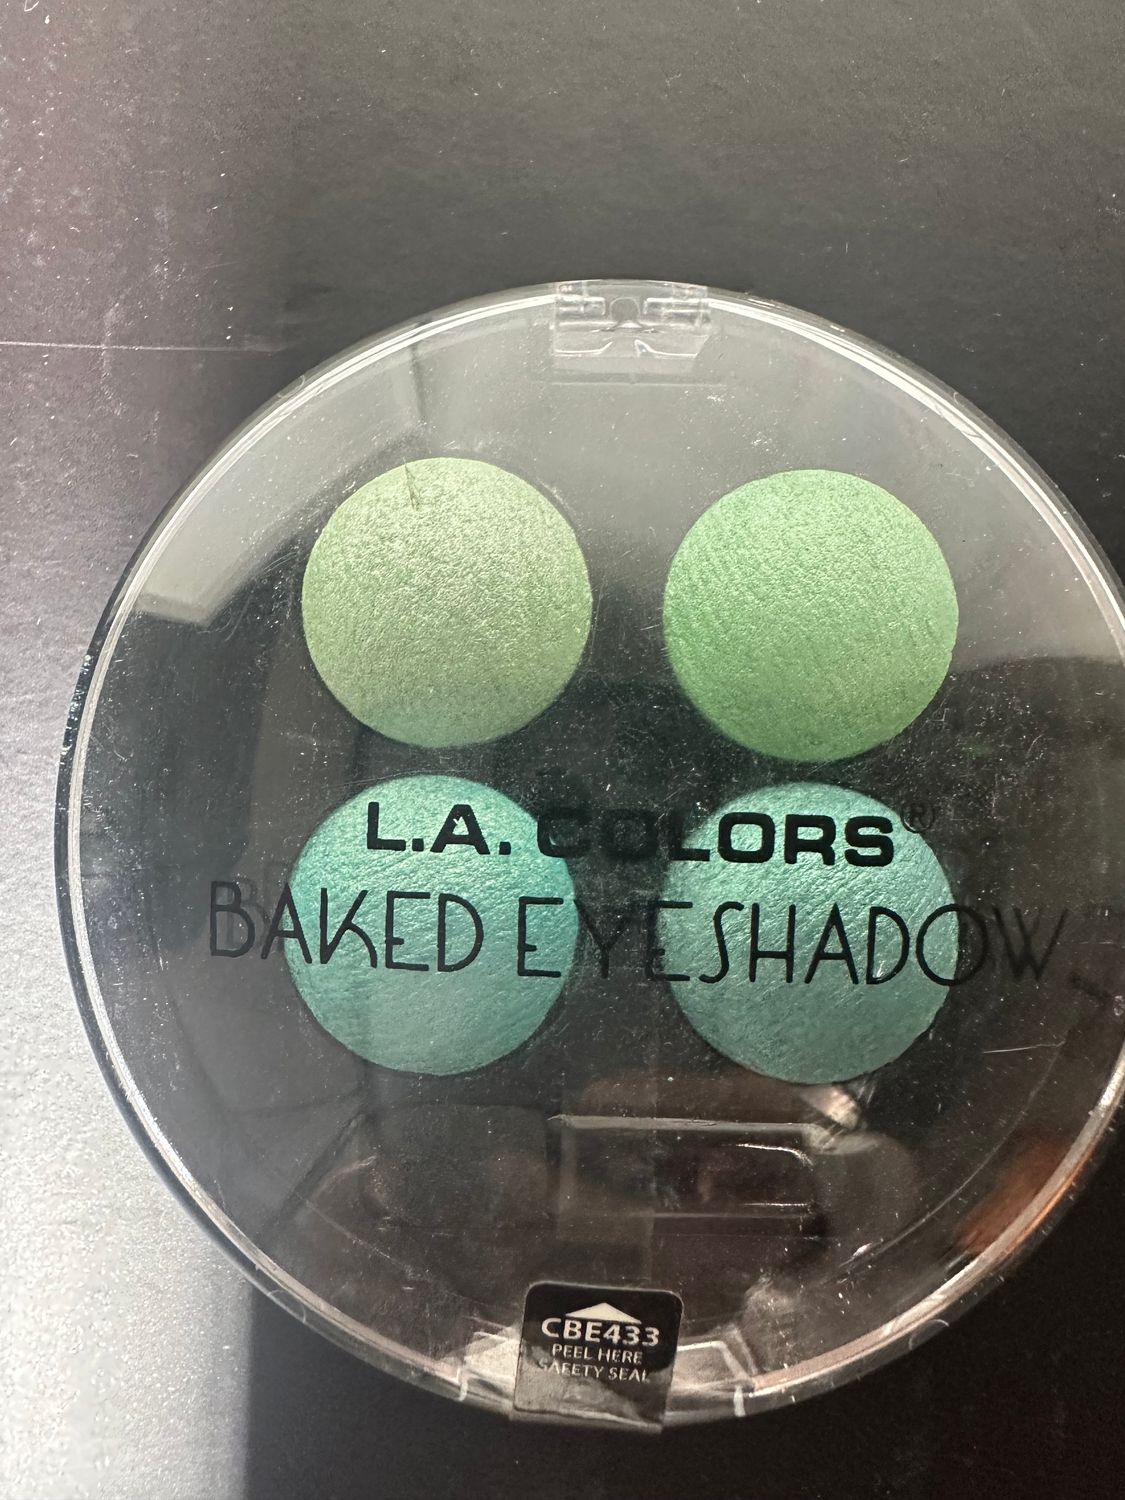 L.A. COLORS®
BAKED EYESHADOW
CBE433
PEEL HERE
SAFETY SEAL